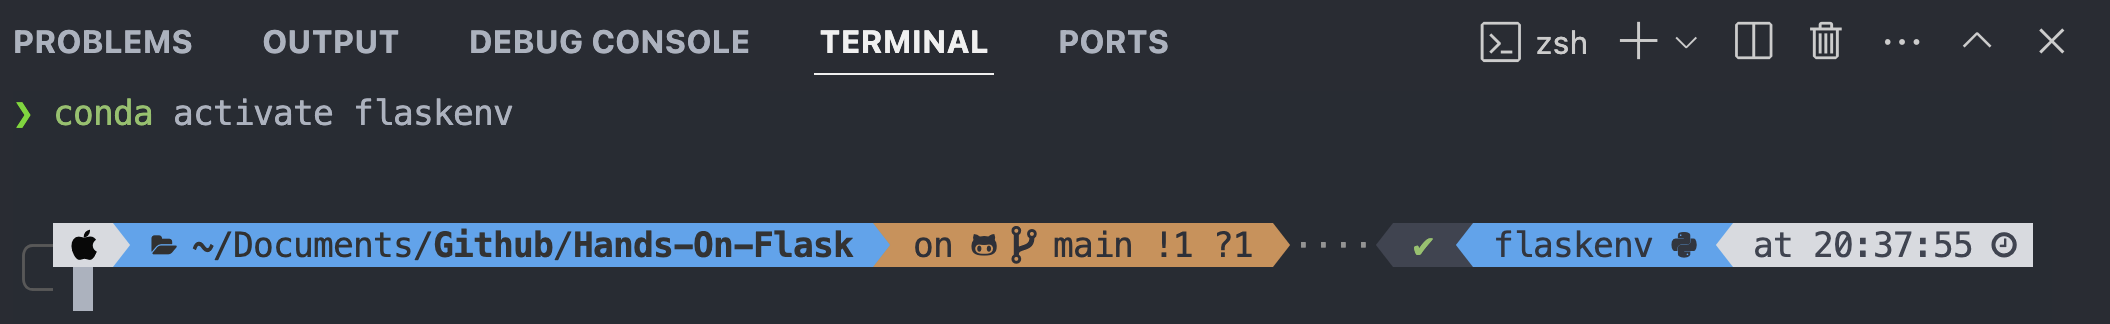 PROBLEMS OUTPUT DEBUG CONSOLE TERMINAL PORTS zsh
❯ conda activate flaskenv
~/Documents/Github/Hands-On-Flask on main !1 ?1 ···· ✔ flaskenv at 20:37:55